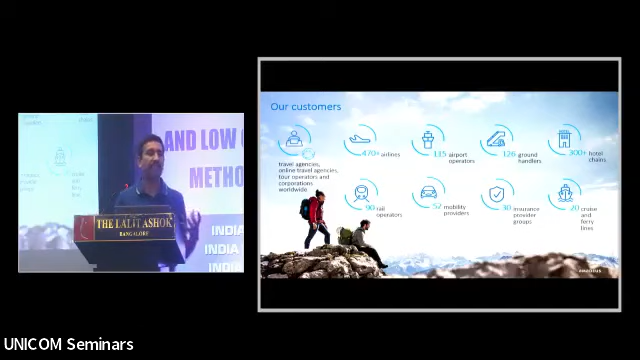 AND LOW
METHO
THE LALIT ASHOK
BANGALORE
INDIA
INDIA
INDIA
Our customers
travel agencies,
online travel agencies,
tour operators and
corporations
worldwide
470+ airlines
airport
operators
126 ground
handlers
300+ hotel
chains
90 rail
operators
mobility
providers
30 insurance
provider
groups
20 cruise
and
ferry
lines
UNICOM Seminars